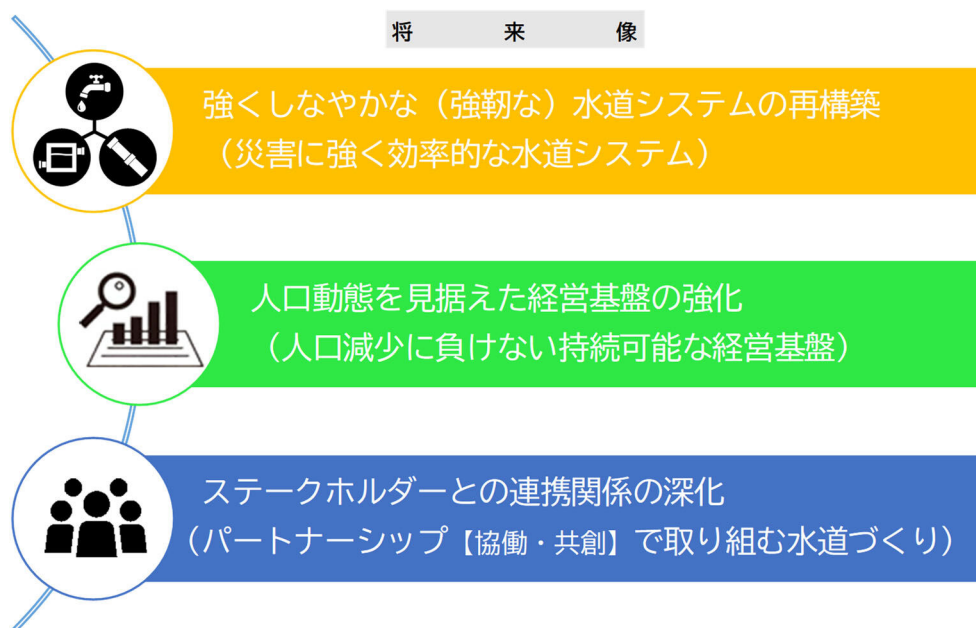 将来像
強くしなやかな（強靭な）水道システムの再構築
（災害に強く効率的な水道システム）
人口動態を見据えた経営基盤の強化
（人口減少に負けない持続可能な経営基盤）
ステークホルダーとの連携関係の深化
（パートナーシップ【協働・共創】で取り組む水道づくり）